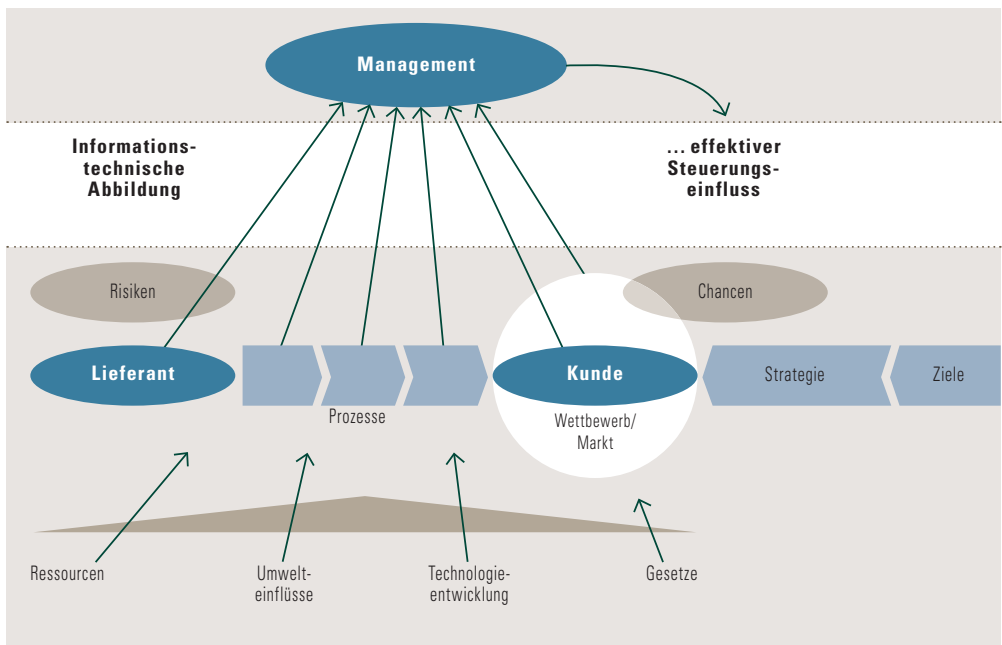 Management
Informations-
technische
Abbildung
... effektiver
Steuerungs-
einfluss
Risiken
Chancen
Lieferant
Kunde
Strategie
Ziele
Prozesse
Wettbewerb/
Markt
Ressourcen
Umwelt-
einflüsse
Technologie-
entwicklung
Gesetze